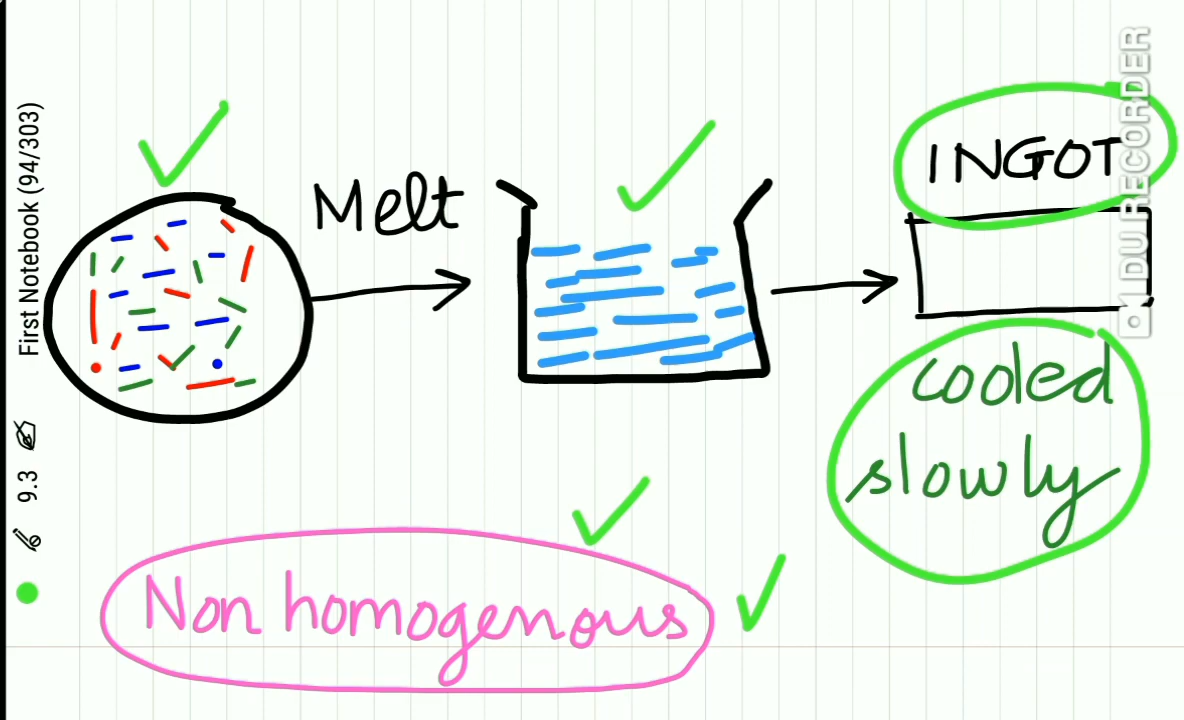 First Notebook (94/303)
9.3
Melt
INGOT
cooled
slowly
Non homogenous
DU RECORDER